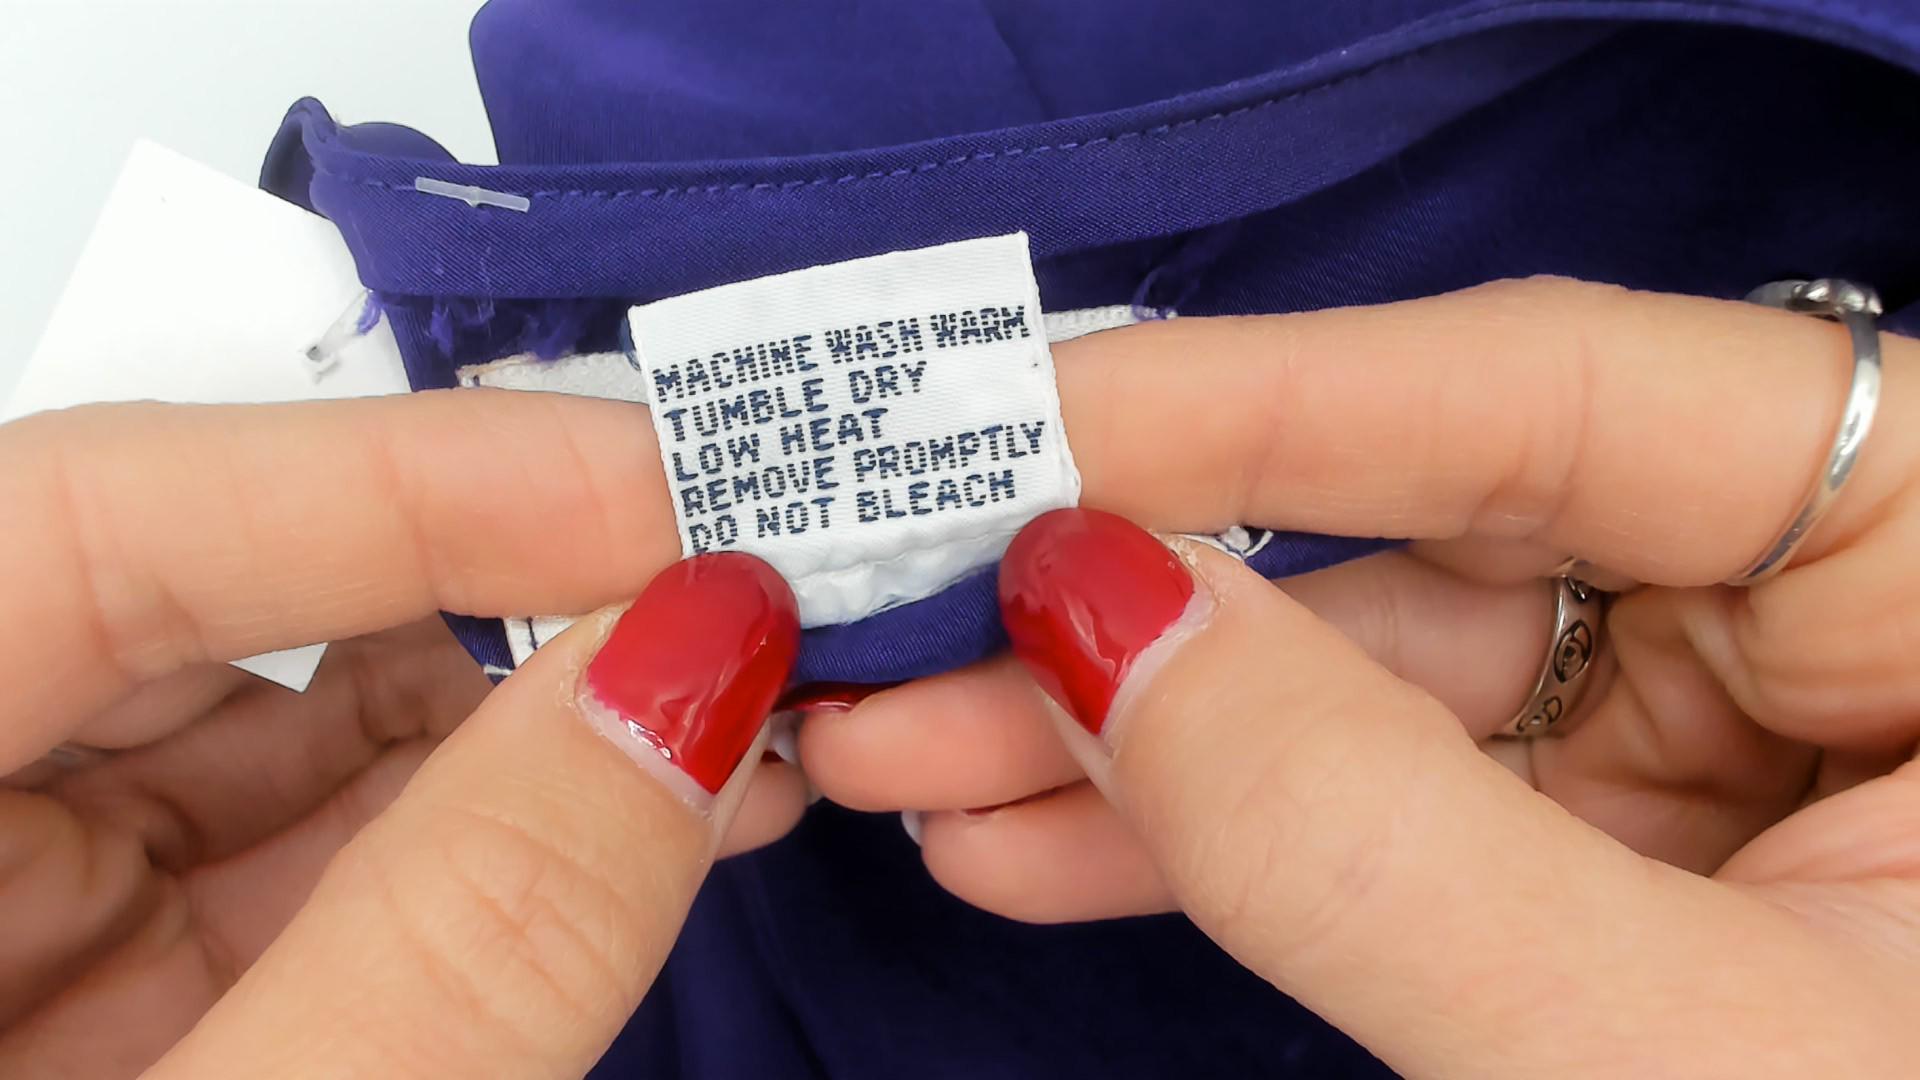 MACHINE WASH WARM
TUMBLE DRY
LOW HEAT
REMOVE PROMPTLY
DO NOT BLEACH